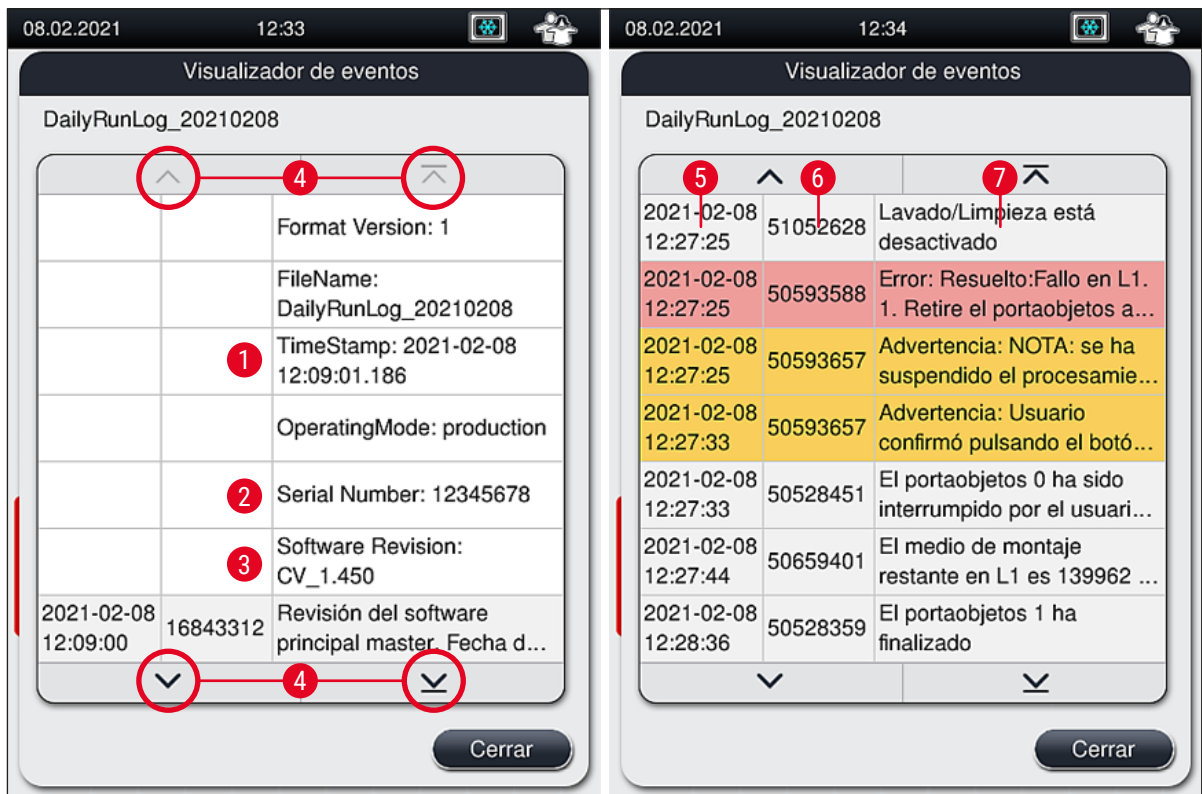 08.02.2021 12:33
Visualizador de eventos
DailyRunLog_20210208
4
Format Version: 1
FileName:
DailyRunLog_20210208
1
TimeStamp: 2021-02-08
12:09:01.186
OperatingMode: production
2
Serial Number: 12345678
3
Software Revision:
CV_1.450
2021-02-08
12:09:00
16843312
Revisión del software
principal master. Fecha d...
4
Cerrar
08.02.2021 12:34
Visualizador de eventos
DailyRunLog_20210208
5 6 7
2021-02-08
12:27:25
51052628
Lavado/Limpieza está
desactivado
2021-02-08
12:27:25
50593588
Error: Resuelto:Fallo en L1.
1. Retire el portaobjetos a...
2021-02-08
12:27:25
50593657
Advertencia: NOTA: se ha
suspendido el procesamie...
2021-02-08
12:27:33
50593657
Advertencia: Usuario
confirmó pulsando el botó...
2021-02-08
12:27:33
50528451
El portaobjetos 0 ha sido
interrumpido por el usuari...
2021-02-08
12:27:44
50659401
El medio de montaje
restante en L1 es 139962 ...
2021-02-08
12:28:36
50528359
El portaobjetos 1 ha
finalizado
Cerrar